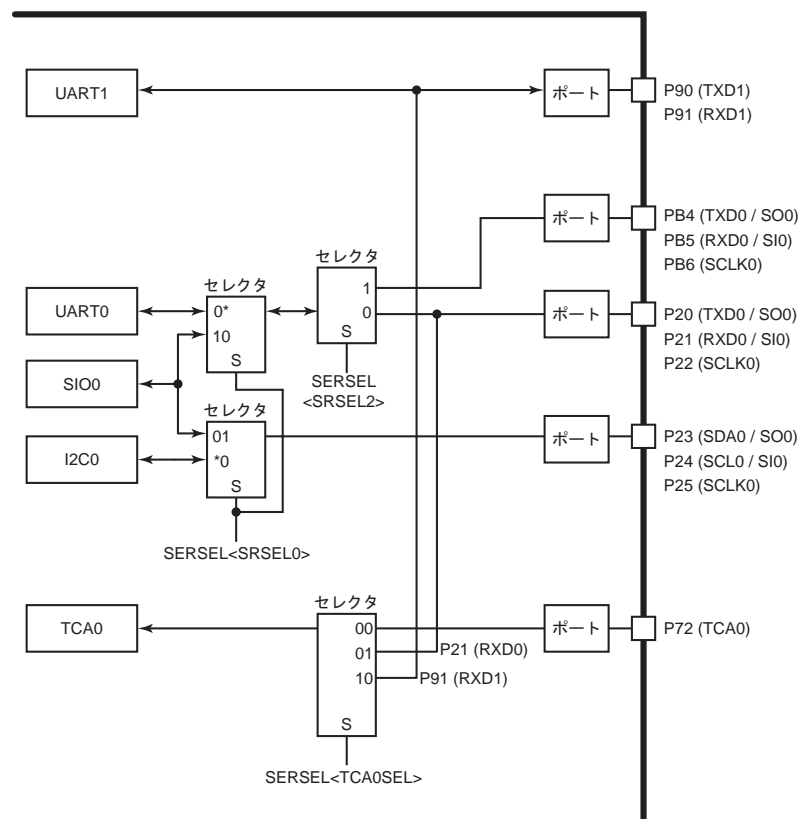 UART1
ポート
P90 (TXD1)
P91 (RXD1)
ポート
PB4 (TXD0 / SO0)
PB5 (RXD0 / SI0)
PB6 (SCLK0)
セレクタ
1
0
S
SERSEL
<SRSEL2>
セレクタ
0*
10
S
UART0
ポート
P20 (TXD0 / SO0)
P21 (RXD0 / SI0)
P22 (SCLK0)
SIO0
セレクタ
01
*0
S
I2C0
SERSEL<SRSEL0>
ポート
P23 (SDA0 / SO0)
P24 (SCL0 / SI0)
P25 (SCLK0)
セレクタ
TCA0
00
01
10
S
P21 (RXD0)
P91 (RXD1)
ポート
P72 (TCA0)
SERSEL<TCA0SEL>